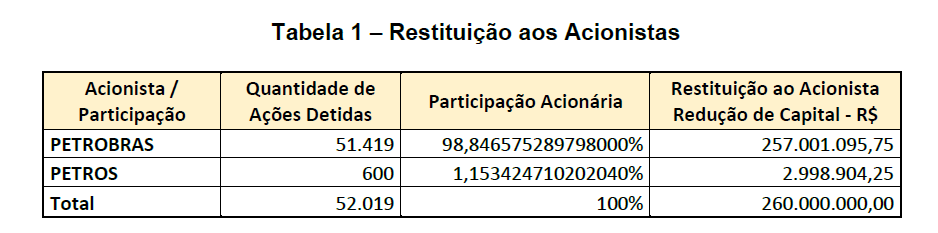 Tabela 1 – Restituição aos Acionistas
Acionista / Participação Quantidade de Ações Detidas Participação Acionária Restituição ao Acionista Redução de Capital - R$
PETROBRAS 51.419 98,846575289798000% 257.001.095,75
PETROS 600 1,153424710202040% 2.998.904,25
Total 52.019 100% 260.000.000,00